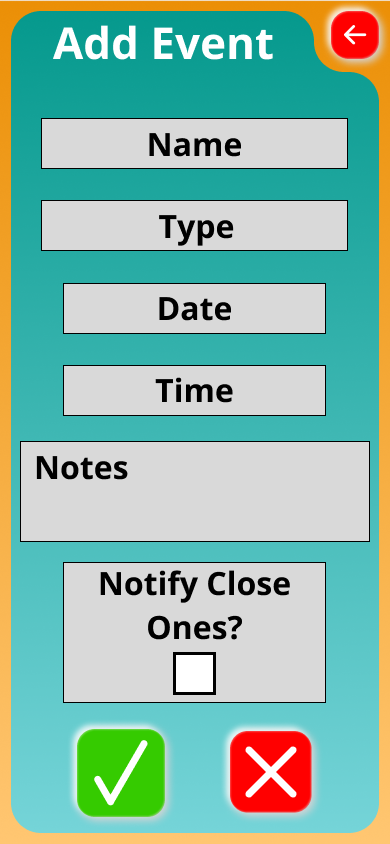 Add Event
Name
Type
Date
Time
Notes
Notify Close
Ones?